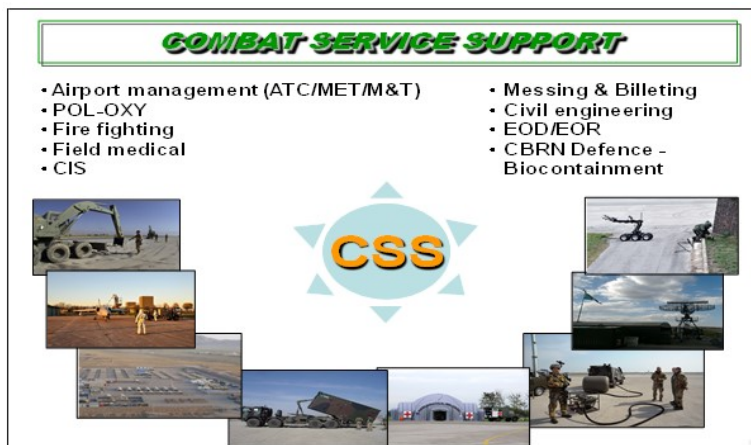 COMBAT SERVICE SUPPORT
• Airport management (ATC/MET/M&T)
• POL-OXY
• Fire fighting
• Field medical
• CIS
• Messing & Billeting
• Civil engineering
• EOD/EOR
• CBRN Defence -
Biocontainment
CSS